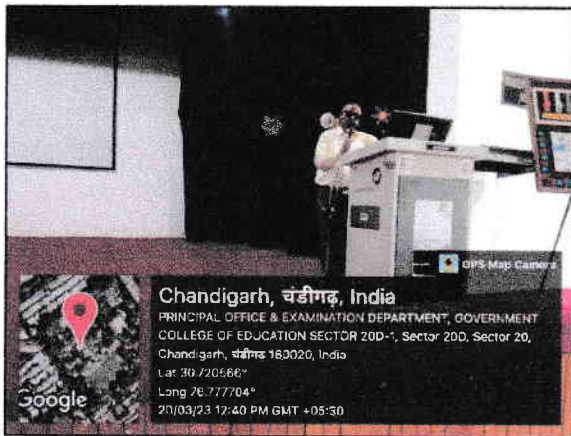 GPS Map Camera
Chandigarh, चंडीगढ़, India
PRINCIPAL OFFICE & EXAMINATION DEPARTMENT, GOVERNMENT
COLLEGE OF EDUCATION SECTOR 20D-1, Sector 20D, Sector 20,
Chandigarh, चंडीगढ़ 160020, India
Lat 30.720566°
Long 76.777704°
20/03/23 12:40 PM GMT +05:30
Google